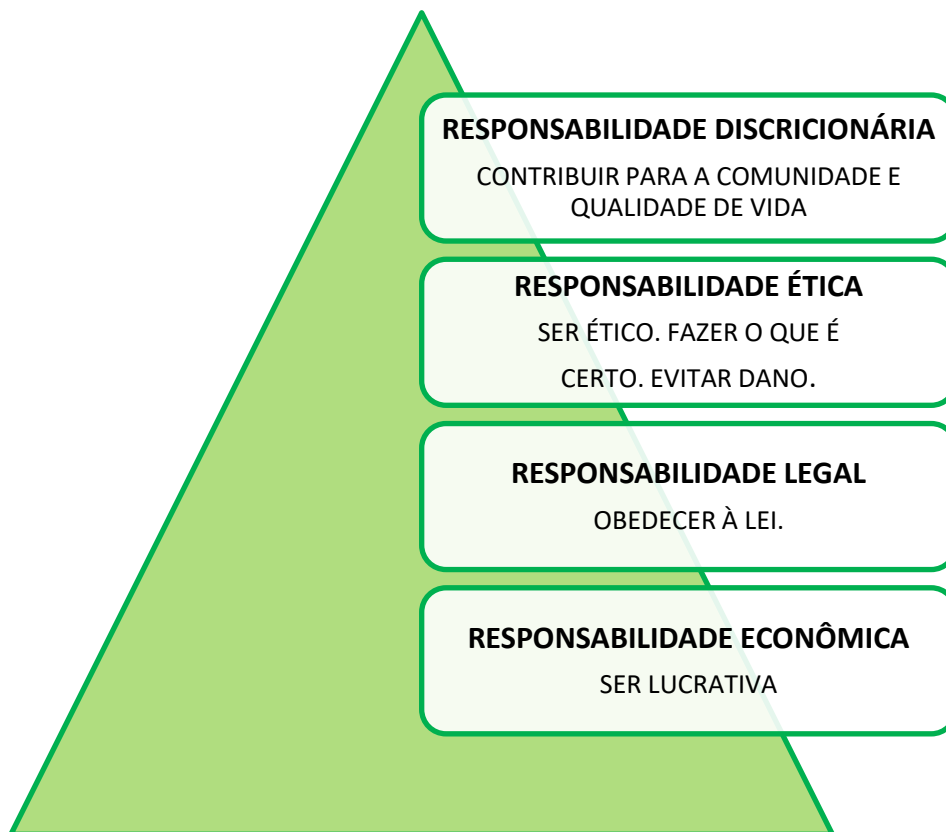 RESPONSABILIDADE DISCRICIONÁRIA
CONTRIBUIR PARA A COMUNIDADE E
QUALIDADE DE VIDA
RESPONSABILIDADE ÉTICA
SER ÉTICO. FAZER O QUE É
CERTO. EVITAR DANO.
RESPONSABILIDADE LEGAL
OBEDECER À LEI.
RESPONSABILIDADE ECONÔMICA
SER LUCRATIVA